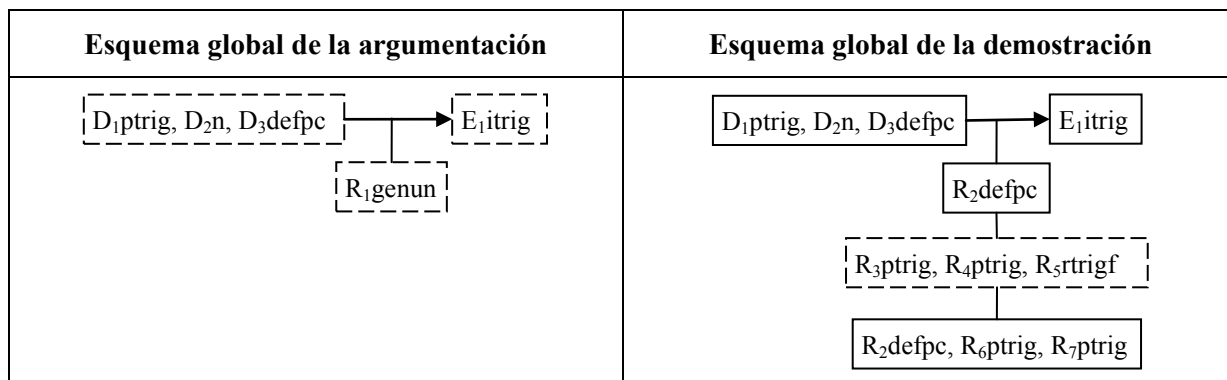 Esquema global de la argumentación
Esquema global de la demostración
D₁ptrig, D₂n, D₃defpc
E₁itrig
R₁genun
D₁ptrig, D₂n, D₃defpc
E₁itrig
R₂defpc
R₃ptrig, R₄ptrig, R₅rtrigf
R₂defpc, R₆ptrig, R₇ptrig